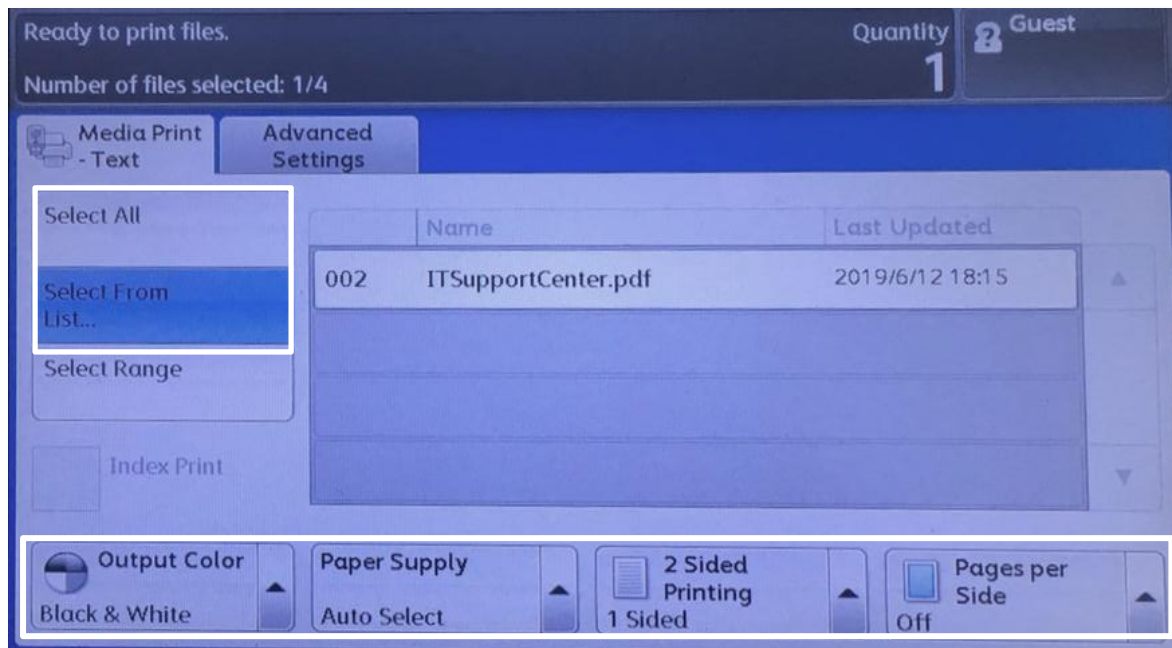 Ready to print files.
Quantity
Guest
1
Number of files selected: 1/4
Media Print
- Text
Advanced
Settings
Select All
Select From
List...
Select Range
Index Print
Name
Last Updated
002
ITSupportCenter.pdf
2019/6/12 18:15
Output Color
Black & White
Paper Supply
Auto Select
2 Sided
Printing
1 Sided
Pages per
Side
Off